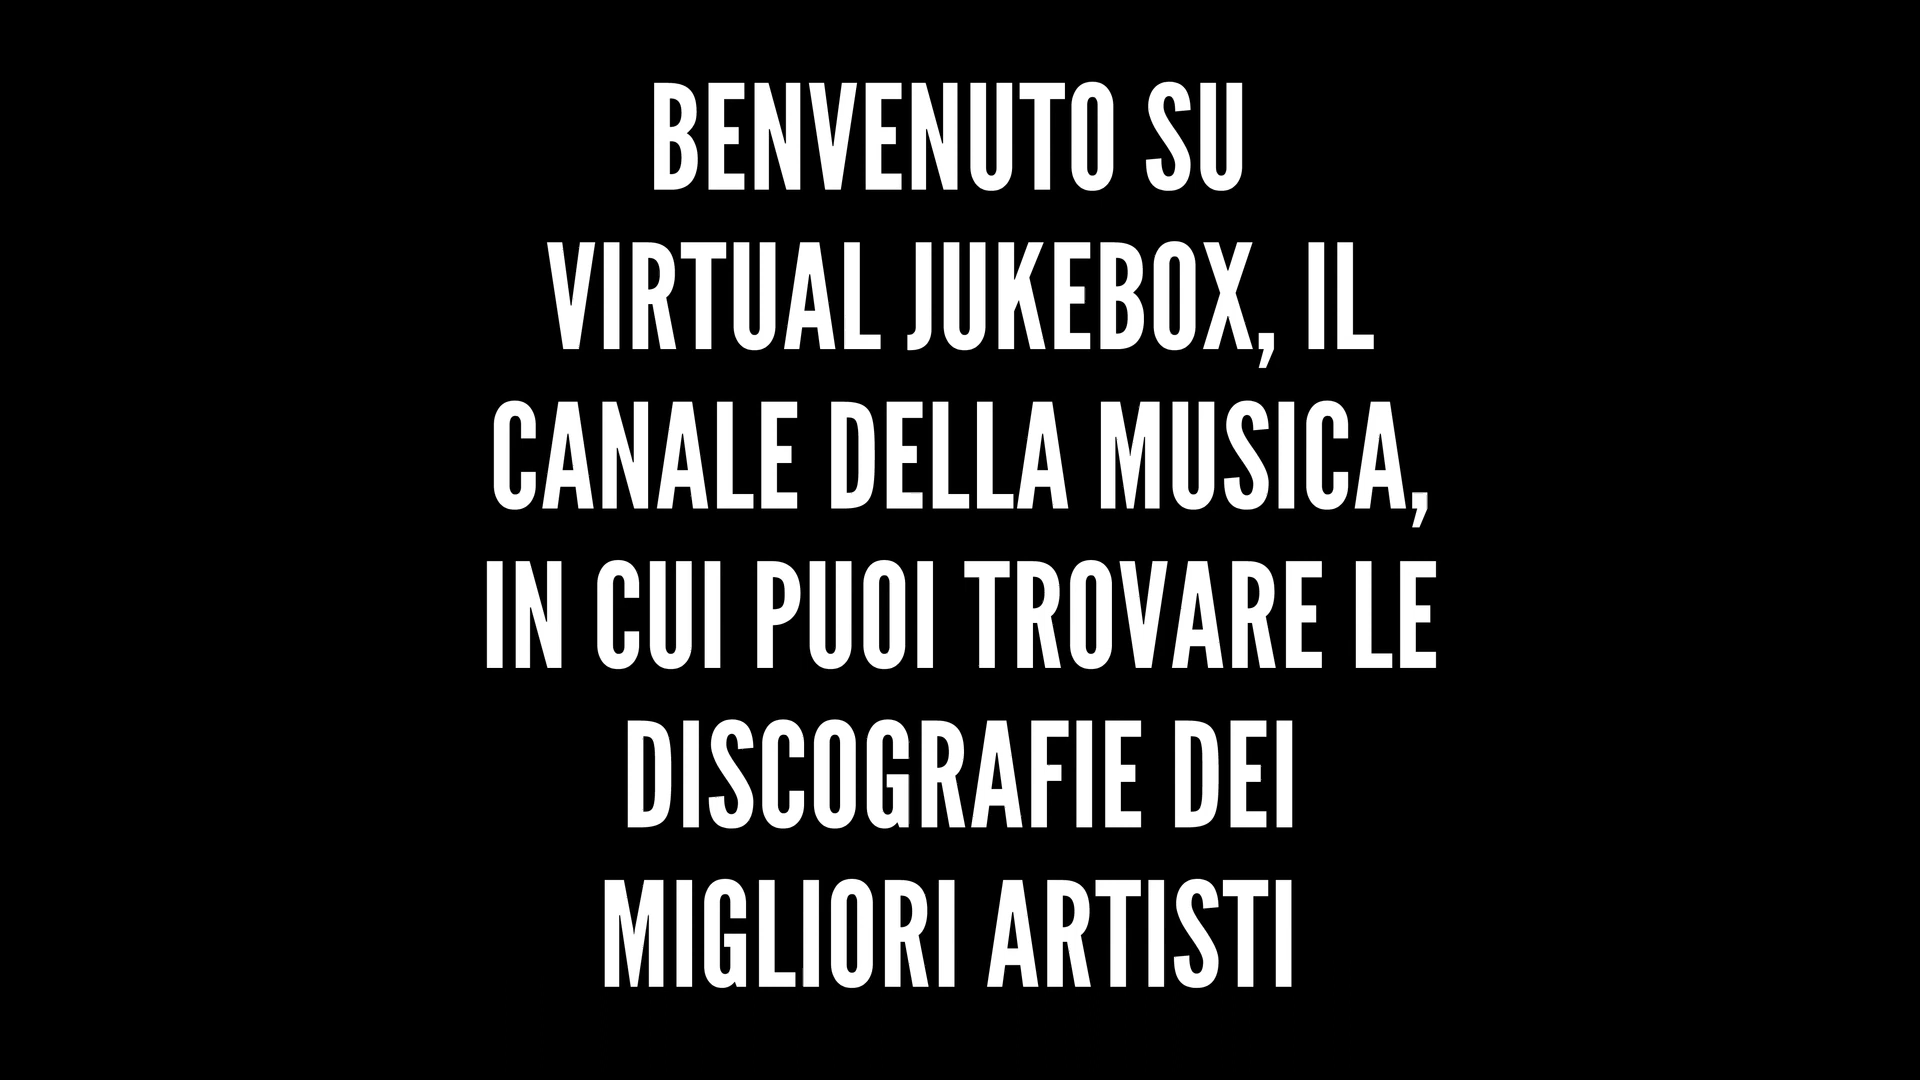 BENVENUTO SU
VIRTUAL JUKEBOX, IL
CANALE DELLA MUSICA,
IN CUI PUOI TROVARE LE
DISCOGRAFIE DEI
MIGLIORI ARTISTI